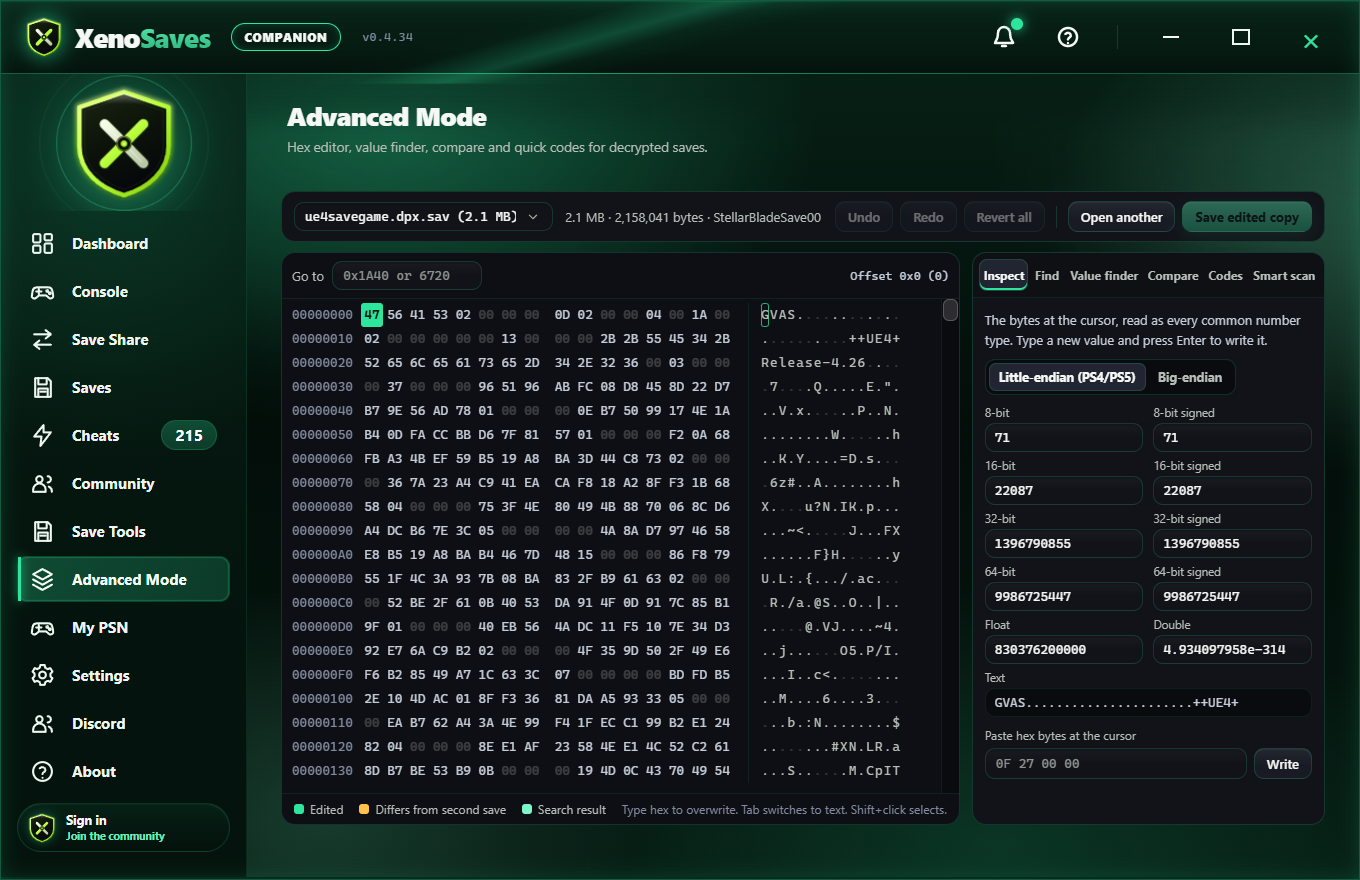 XenoSaves COMPANION v0.4.34
Advanced Mode
Hex editor, value finder, compare and quick codes for decrypted saves.
Dashboard
Console
Save Share
Saves
Cheats 215
Community
Save Tools
Advanced Mode
My PSN
Settings
Discord
About
Sign in
Join the community
ue4savegame.dpx.sav (2.1 MB) 2.1 MB · 2,158,041 bytes · StellarBladeSave00 Undo Redo Revert all Open another Save edited copy
Go to 0x1A40 or 6720 Offset 0x0 (0)
00000000 47 56 41 53 02 00 00 00 0D 02 00 00 04 00 1A 00 GVAS............
00000010 02 00 00 00 00 00 13 00 00 00 2B 2B 55 45 34 2B ..........++UE4+
00000020 52 65 6C 65 61 73 65 2D 34 2E 32 36 00 03 00 00 Release-4.26....
00000030 00 37 00 00 00 96 51 96 AB FC 08 D8 45 8D 22 D7 .7....Q.....E.".
00000040 B7 9E 56 AD 78 01 00 00 00 0E B7 50 99 17 4E 1A ..V.x......P..N.
00000050 B4 0D FA CC BB D6 7F 81 57 01 00 00 00 F2 0A 68 ........W......h
00000060 FB A3 4B EF 59 B5 19 A8 BA 3D 44 C8 73 02 00 00 ..K.Y....=D.s...
00000070 00 36 7A 23 A4 C9 41 EA CA F8 18 A2 8F F3 1B 68 .6z#..A........h
00000080 58 04 00 00 00 75 3F 4E 80 49 4B 88 70 06 8C D6 X....u?N.IK.p...
00000090 A4 DC B6 7E 3C 05 00 00 00 00 4A 8A D7 97 46 58 ...~<.....J...FX
000000A0 E8 B5 19 A8 BA B4 46 7D 48 15 00 00 00 86 F8 79 ......F}H......y
000000B0 55 1F 4C 3A 93 7B 08 BA 83 2F B9 61 63 02 00 00 U.L:.{.../.ac...
000000C0 00 52 BE 2F 61 0B 40 53 DA 91 4F 0D 91 7C 85 B1 .R./a.@S..O..|..
000000D0 9F 01 00 00 00 40 EB 56 4A DC 11 F5 10 7E 34 D3 .....@.VJ....~4.
000000E0 92 E7 6A C9 B2 02 00 00 00 4F 35 9D 50 2F 49 E6 ..j......O5.P/I.
000000F0 F6 B2 85 49 A7 1C 63 3C 07 00 00 00 00 BD FD B5 ...I..c<........
00000100 2E 10 4D AC 01 8F F3 36 81 DA A5 93 33 05 00 00 ..M....6....3...
00000110 00 EA B7 62 A4 3A 4E 99 F4 1F EC C1 99 B2 E1 24 ...b.:N........$
00000120 82 04 00 00 00 8E E1 AF 23 58 4E E1 4C 52 C2 61 ........#XN.LR.a
00000130 8D B7 BE 53 B9 0B 00 00 00 19 4D 0C 43 70 49 54 ...S......M.CpIT
Edited Differs from second save Search result Type hex to overwrite. Tab switches to text. Shift+click selects.
Inspect Find Value finder Compare Codes Smart scan
The bytes at the cursor, read as every common number
type. Type a new value and press Enter to write it.
Little-endian (PS4/PS5) Big-endian
8-bit 8-bit signed
71 71
16-bit 16-bit signed
22087 22087
32-bit 32-bit signed
1396790855 1396790855
64-bit 64-bit signed
9986725447 9986725447
Float Double
830376200000 4.934097958e-314
Text
GVAS......................++UE4+
Paste hex bytes at the cursor
0F 27 00 00 Write